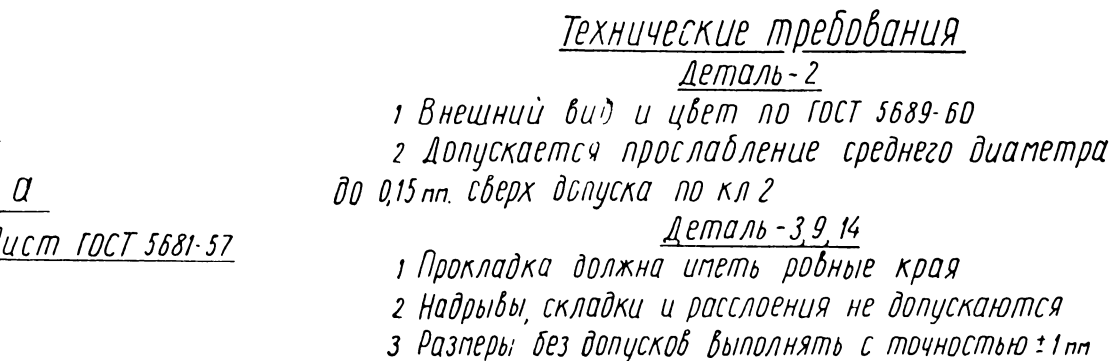 Технические требования
Деталь-2
1 Внешний вид и цвет по ГОСТ 5689-60
2 Допускается прослабление среднего диаметра
до 0,15 мм. сверх допуска по кл 2
а
Лист ГОСТ 5681-57
Деталь-3, 9, 14
1 Прокладка должна иметь ровные края
2 Надрывы, складки и расслоения не допускаются
3 Размеры без допусков выполнять с точностью ±1 мм